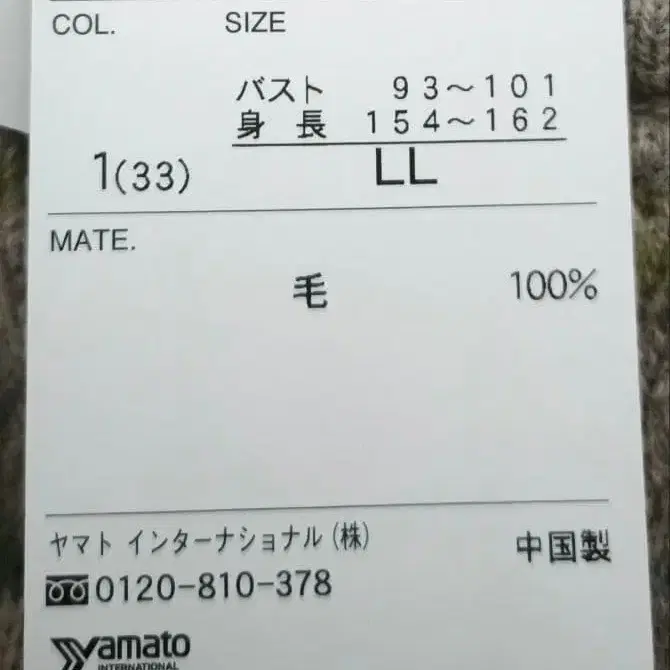 COL. SIZE
バスト 93～101
身長 154～162
1(33) LL
MATE.
毛 100%
ヤマト インターナショナル(株) 中国製
0120-810-378
Yamato
INTERNATIONAL